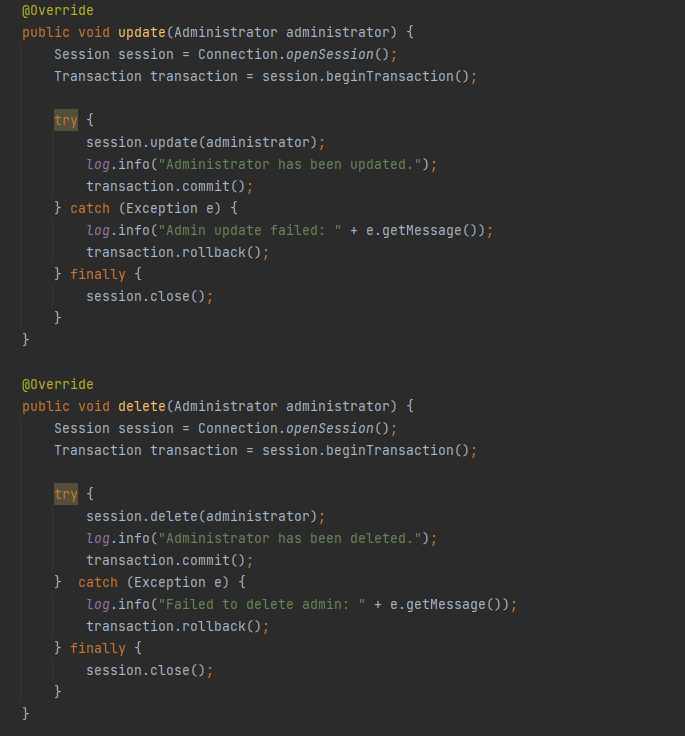 @Override
public void update(Administrator administrator) {
    Session session = Connection.openSession();
    Transaction transaction = session.beginTransaction();

    try {
        session.update(administrator);
        log.info("Administrator has been updated.");
        transaction.commit();
    } catch (Exception e) {
        log.info("Admin update failed: " + e.getMessage());
        transaction.rollback();
    } finally {
        session.close();
    }
}

@Override
public void delete(Administrator administrator) {
    Session session = Connection.openSession();
    Transaction transaction = session.beginTransaction();

    try {
        session.delete(administrator);
        log.info("Administrator has been deleted.");
        transaction.commit();
    }  catch (Exception e) {
        log.info("Failed to delete admin: " + e.getMessage());
        transaction.rollback();
    } finally {
        session.close();
    }
}